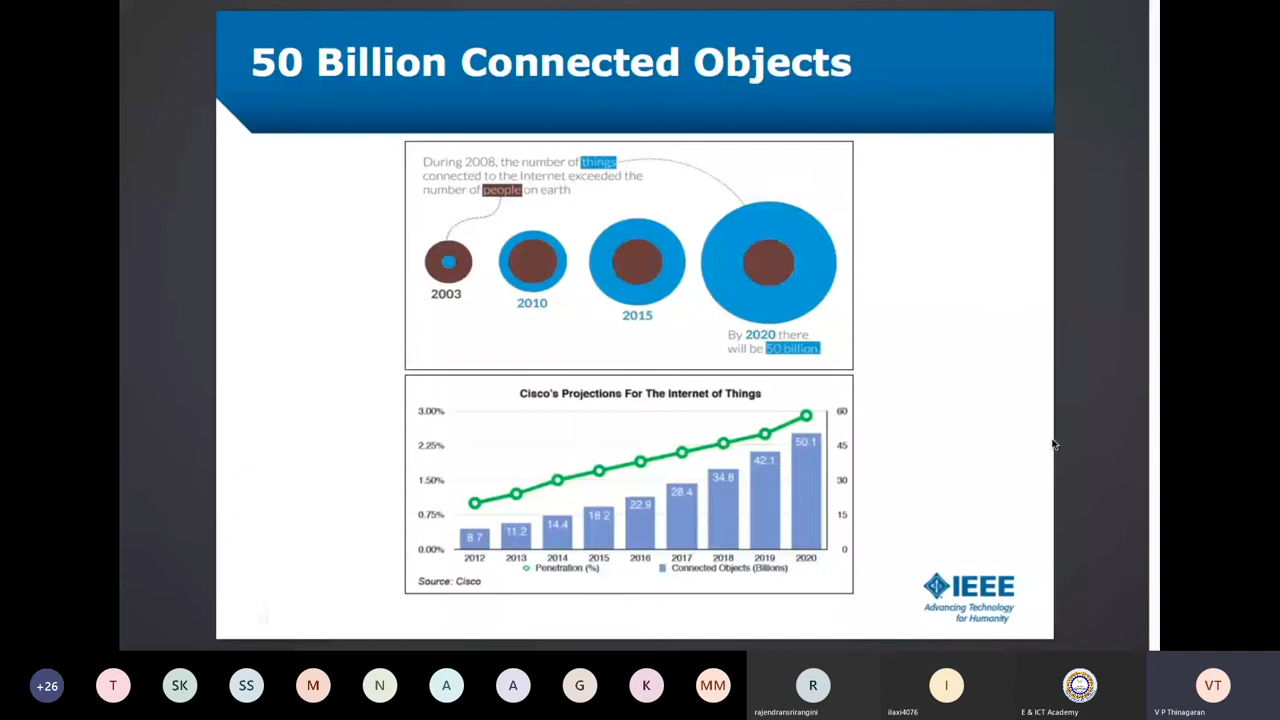 50 Billion Connected Objects
During 2008, the number of things
connected to the Internet exceeded the
number of people on earth
2003
2010
2015
By 2020 there
will be 50 billion.
Cisco's Projections For The Internet of Things
3.00%
60
2.25%
45
1.50%
30
0.75%
15
0.00%
0
8.7
11.2
14.4
18.2
22.9
28.4
34.8
42.1
50.1
2012
2013
2014
2015
2016
2017
2018
2019
2020
Penetration (%)
Connected Objects (Billions)
Source: Cisco
IEEE
Advancing Technology
for Humanity
+26
T
SK
SS
M
N
A
A
G
K
MM
R
I
VT
rajendransrirangini
ilaxi4076
E & ICT Academy
V P Thinagaran